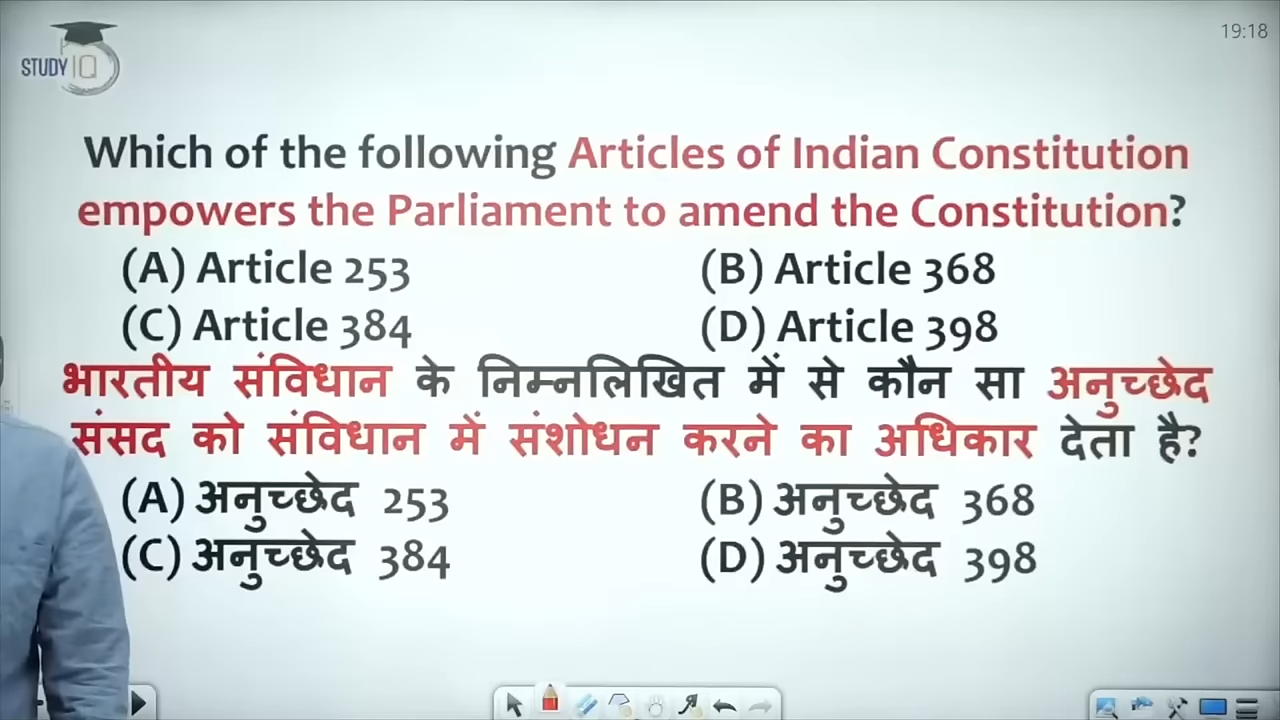 STUDY IQ
19:18
Which of the following Articles of Indian Constitution
empowers the Parliament to amend the Constitution?
(A) Article 253 (B) Article 368
(C) Article 384 (D) Article 398
भारतीय संविधान के निम्नलिखित में से कौन सा अनुच्छेद
संसद को संविधान में संशोधन करने का अधिकार देता है?
(A) अनुच्छेद 253 (B) अनुच्छेद 368
(C) अनुच्छेद 384 (D) अनुच्छेद 398